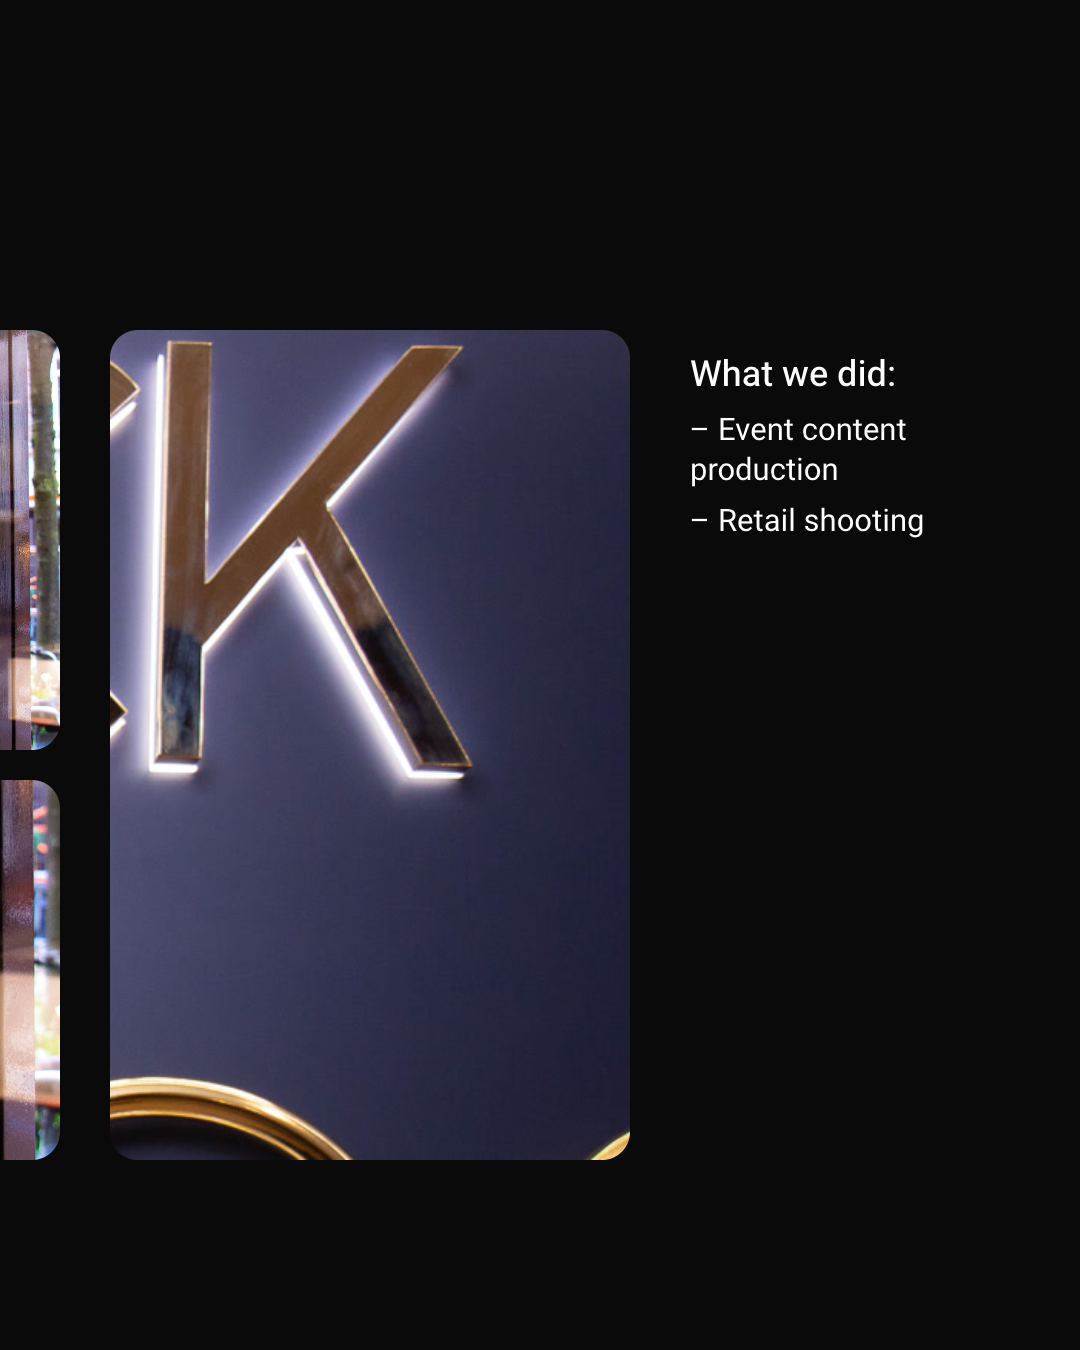 K
What we did:
– Event content
production
– Retail shooting